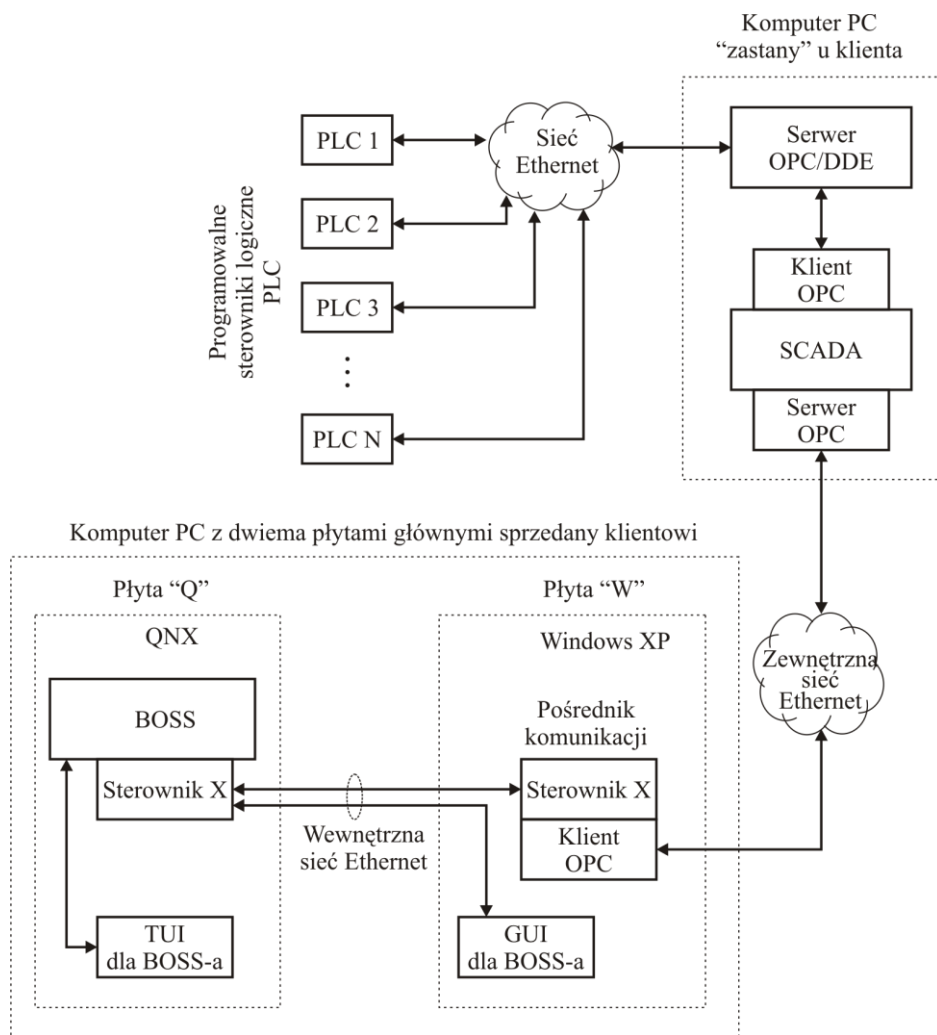 Komputer PC
“zastany” u klienta
Programowalne
sterowniki logiczne
PLC
PLC 1
PLC 2
PLC 3
...
PLC N
Sieć
Ethernet
Serwer
OPC/DDE
Klient
OPC
SCADA
Serwer
OPC
Komputer PC z dwiema płytami głównymi sprzedany klientowi
Płyta “Q”
QNX
BOSS
Sterownik X
TUI
dla BOSS-a
Wewnętrzna
sieć Ethernet
Płyta “W”
Windows XP
Pośrednik
komunikacji
Sterownik X
Klient
OPC
GUI
dla BOSS-a
Zewnętrzna
sieć
Ethernet